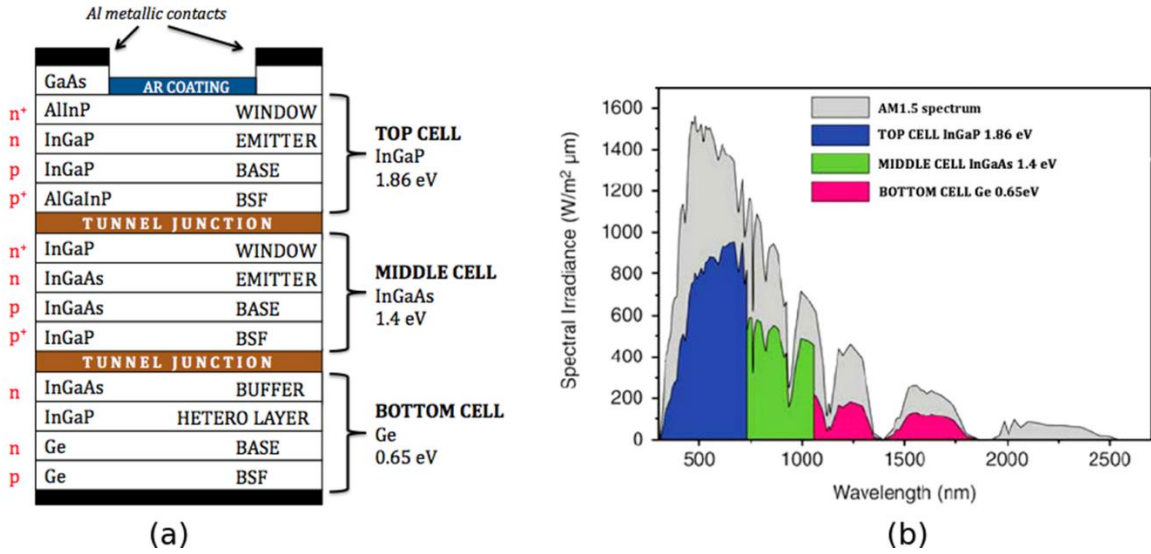 Al metallic contacts
GaAs
AR COATING
n⁺ AlInP WINDOW
n InGaP EMITTER
p InGaP BASE
p⁺ AlGaInP BSF
TOP CELL
InGaP
1.86 eV
TUNNEL JUNCTION
n⁺ InGaP WINDOW
n InGaAs EMITTER
p InGaAs BASE
p⁺ InGaP BSF
MIDDLE CELL
InGaAs
1.4 eV
TUNNEL JUNCTION
n InGaAs BUFFER
InGaP HETERO LAYER
n Ge BASE
p Ge BSF
BOTTOM CELL
Ge
0.65 eV
(a)
Spectral Irradiance (W/m² µm)
1600
1400
1200
1000
800
600
400
200
0
AM1.5 spectrum
TOP CELL InGaP 1.86 eV
MIDDLE CELL InGaAs 1.4 eV
BOTTOM CELL Ge 0.65eV
500 1000 1500 2000 2500
Wavelength (nm)
(b)